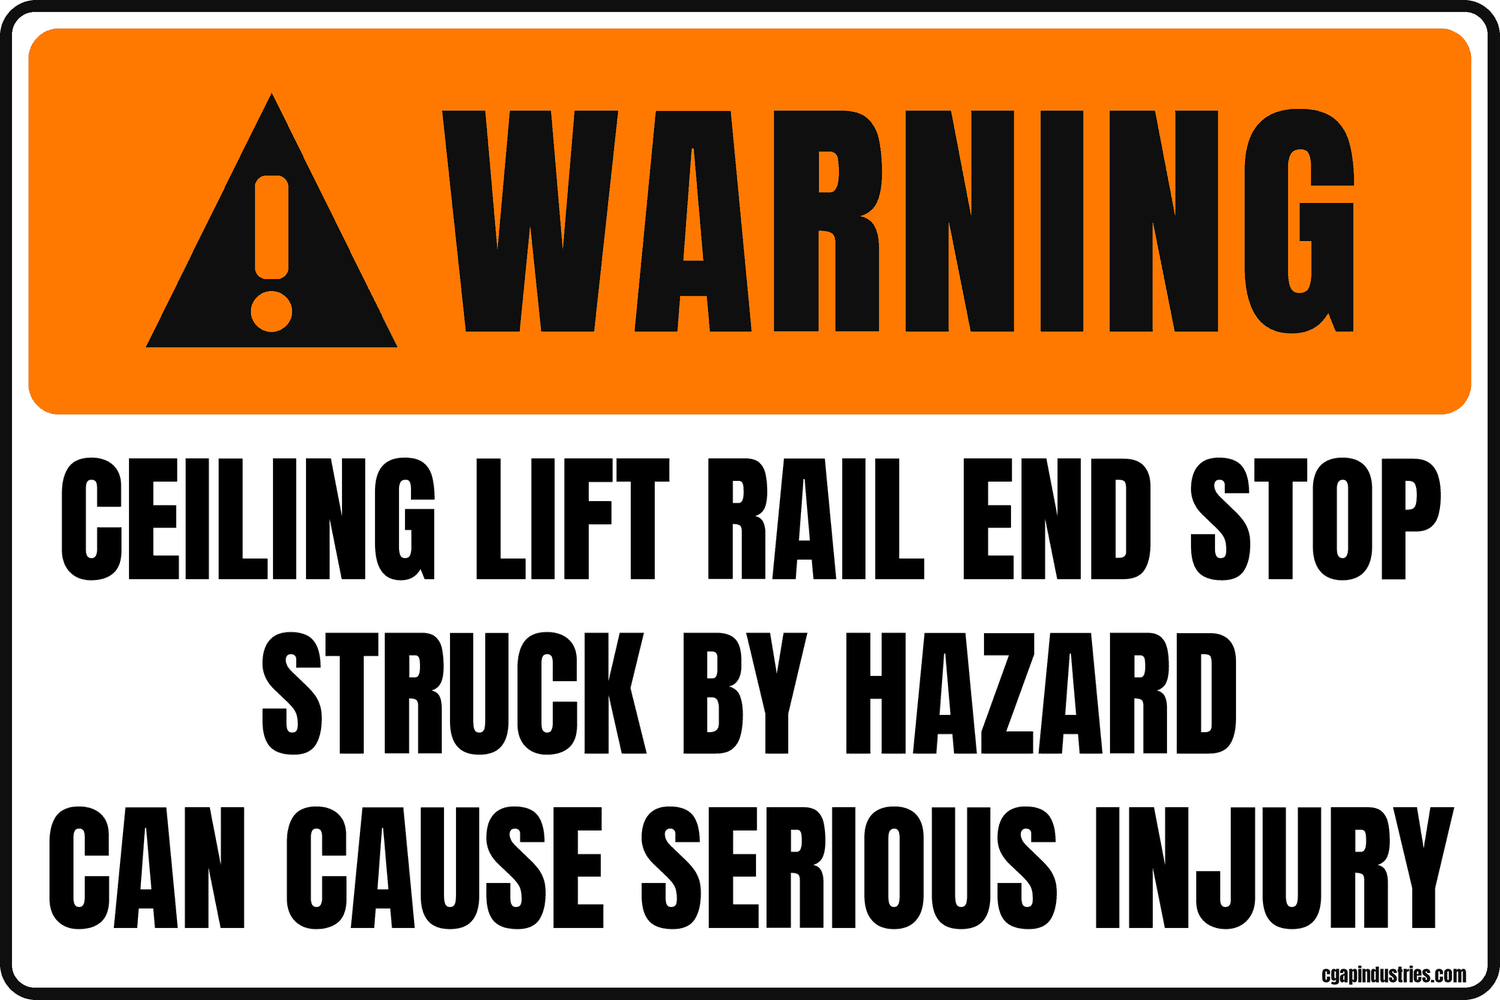 WARNING
CEILING LIFT RAIL END STOP
STRUCK BY HAZARD
CAN CAUSE SERIOUS INJURY
cgapindustries.com